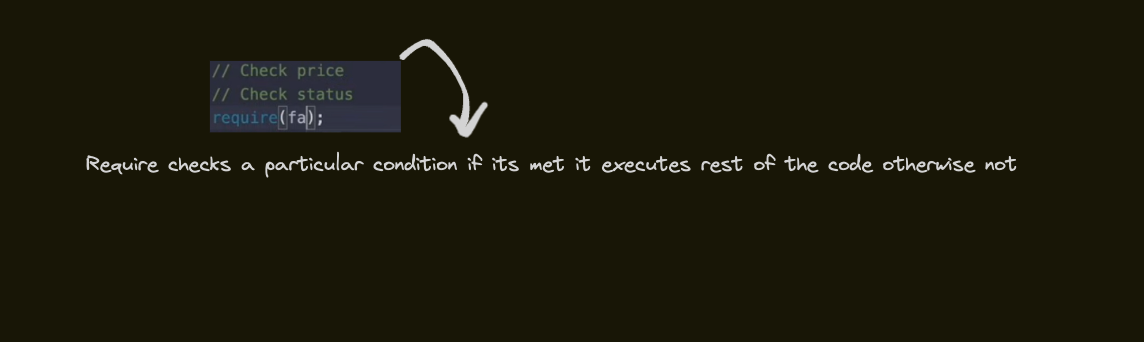 // Check price
// Check status
require(fa);
Require checks a particular condition if its met it executes rest of the code otherwise not